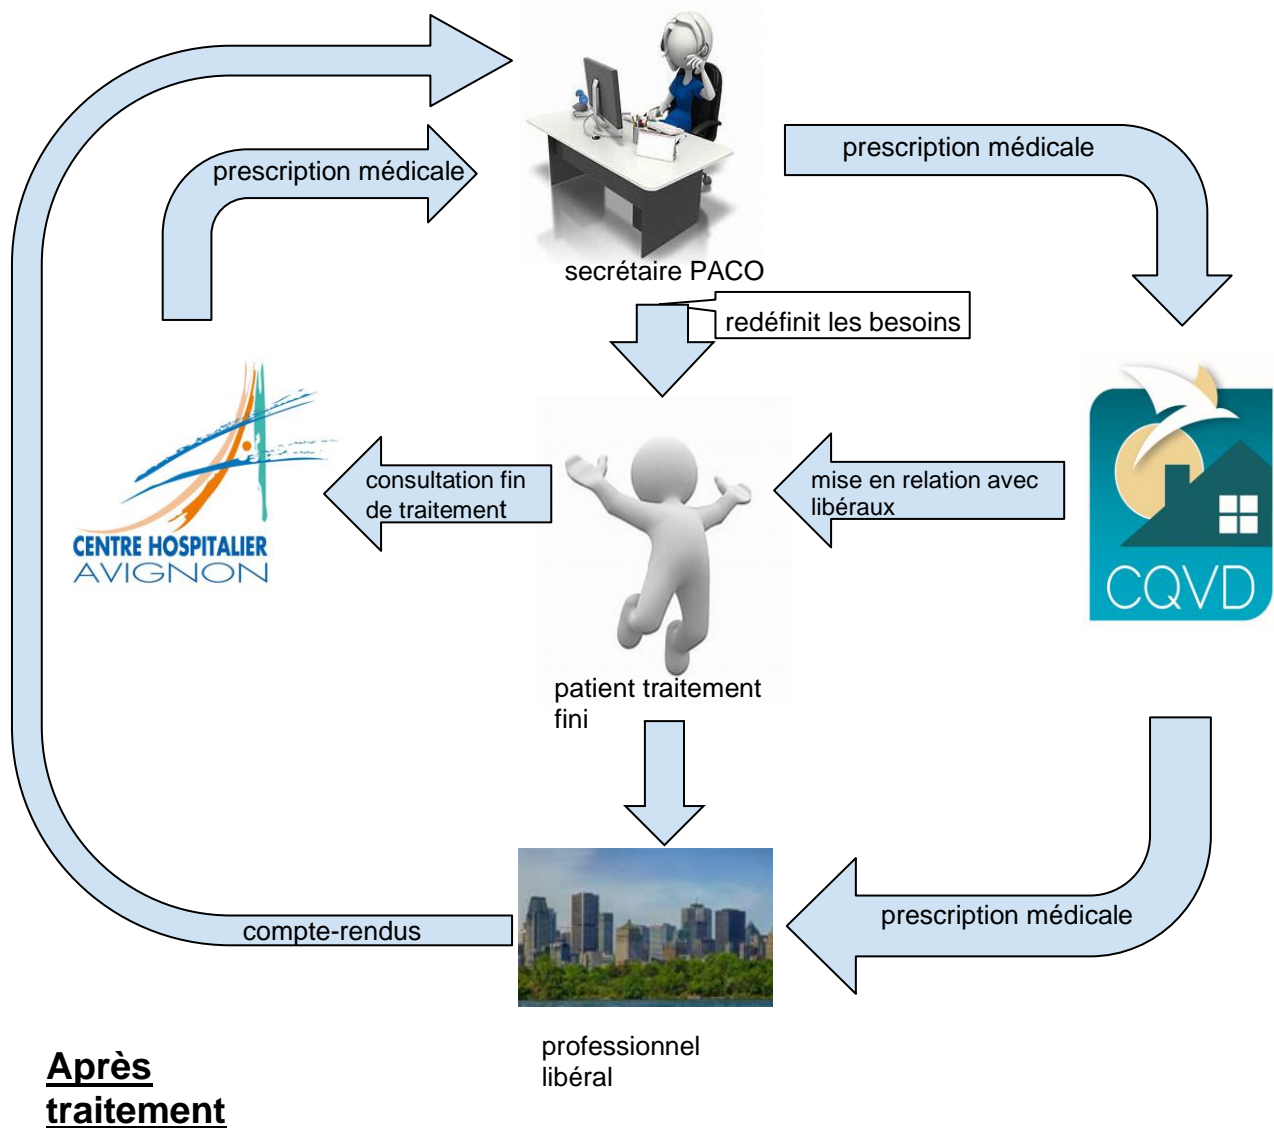 prescription médicale
prescription médicale
secrétaire PACO
redéfinit les besoins
consultation fin
de traitement
mise en relation avec
libéraux
CENTRE HOSPITALIER
AVIGNON
CQVD
patient traitement
fini
compte-rendus
prescription médicale
professionnel
libéral
Après
traitement